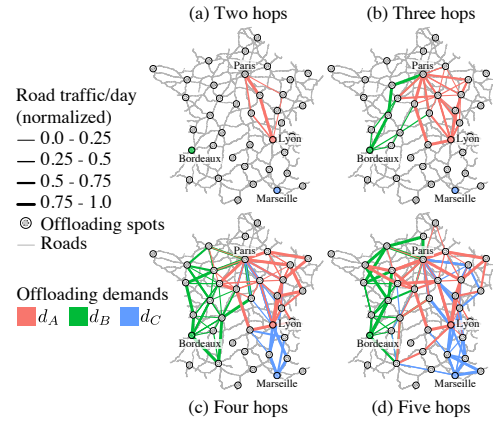 (a) Two hops
(b) Three hops
Road traffic/day
(normalized)
0.0 - 0.25
0.25 - 0.5
0.5 - 0.75
0.75 - 1.0
Offloading spots
Roads
Offloading demands
d_A d_B d_C
Paris
Lyon
Bordeaux
Marseille
Paris
Lyon
Bordeaux
Marseille
Paris
Lyon
Bordeaux
Marseille
Paris
Lyon
Bordeaux
Marseille
(c) Four hops
(d) Five hops